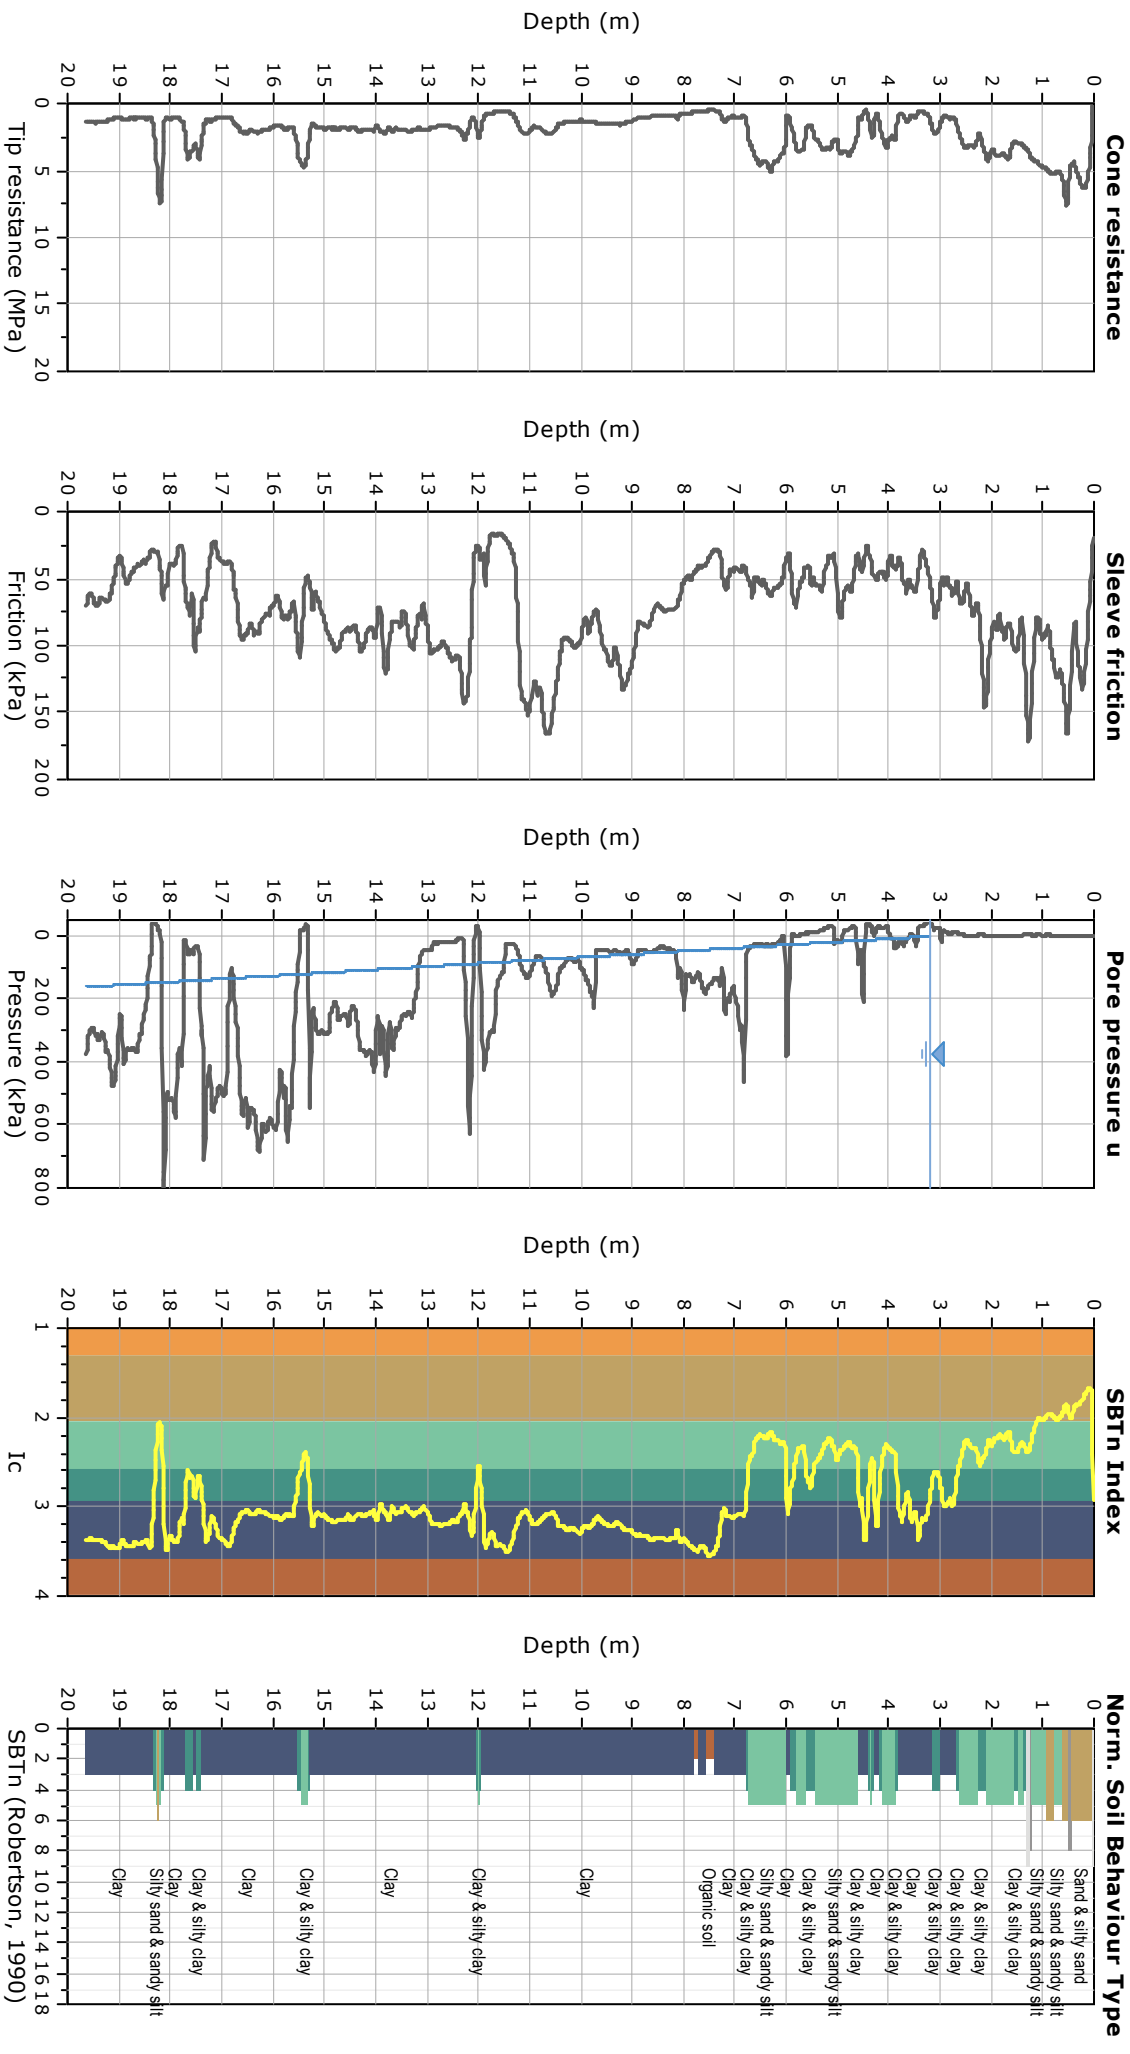 Cone resistance
Depth (m)
0 1 2 3 4 5 6 7 8 9 10 11 12 13 14 15 16 17 18 19 20
0 5 10 15 20
Tip resistance (MPa)
Sleeve friction
Depth (m)
0 1 2 3 4 5 6 7 8 9 10 11 12 13 14 15 16 17 18 19 20
0 50 100 150 200
Friction (kPa)
Pore pressure u
Depth (m)
0 1 2 3 4 5 6 7 8 9 10 11 12 13 14 15 16 17 18 19 20
0 200 400 600 800
Pressure (kPa)
SBTn Index
Depth (m)
0 1 2 3 4 5 6 7 8 9 10 11 12 13 14 15 16 17 18 19 20
1 2 3 4
Ic
Norm. Soil Behaviour Type
Depth (m)
0 1 2 3 4 5 6 7 8 9 10 11 12 13 14 15 16 17 18 19 20
Sand & silty sand
Silty sand & sandy silt
Silty sand & sandy silt
Clay & silty clay
Clay & silty clay
Clay & silty clay
Clay & silty clay
Clay
Clay & silty clay
Clay
Clay & silty clay
Silty sand & sandy silt
Clay & silty clay
Clay
Silty sand & sandy silt
Clay & silty clay
Clay
Organic soil
Clay
Clay & silty clay
Clay
Clay & silty clay
Clay
Clay & silty clay
Clay
Silty sand & sandy silt
Clay
0 2 4 6 8 10 12 14 16 18
SBTn (Robertson, 1990)